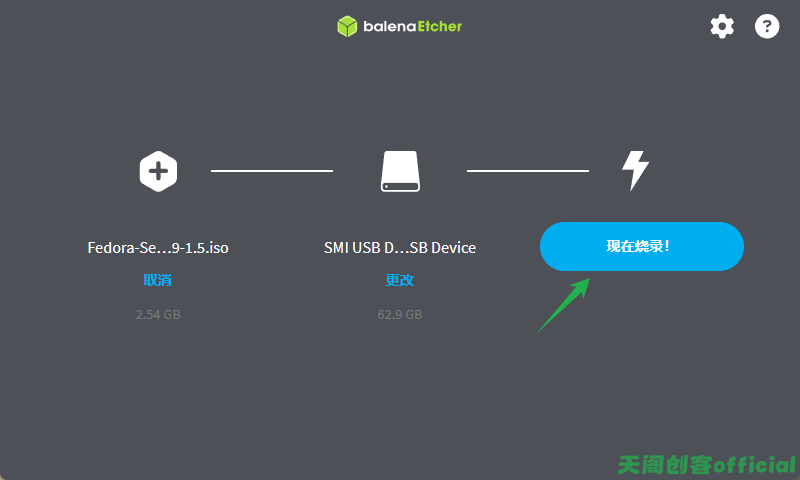 balenaEtcher
?
Fedora-Se...9-1.5.iso
取消
2.54 GB
SMI USB D...SB Device
更改
62.9 GB
现在烧录!
天阁创客official